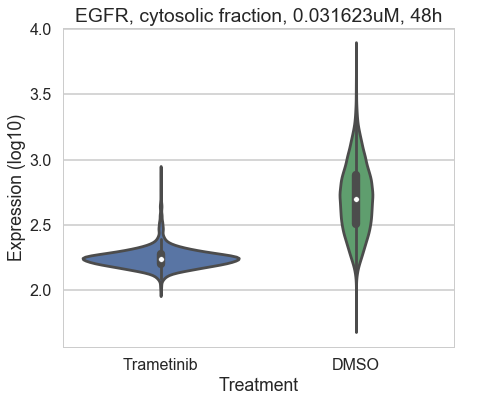 EGFR, cytosolic fraction, 0.031623uM, 48h
4.0
3.5
3.0
2.5
2.0
Expression (log10)
Trametinib DMSO
Treatment